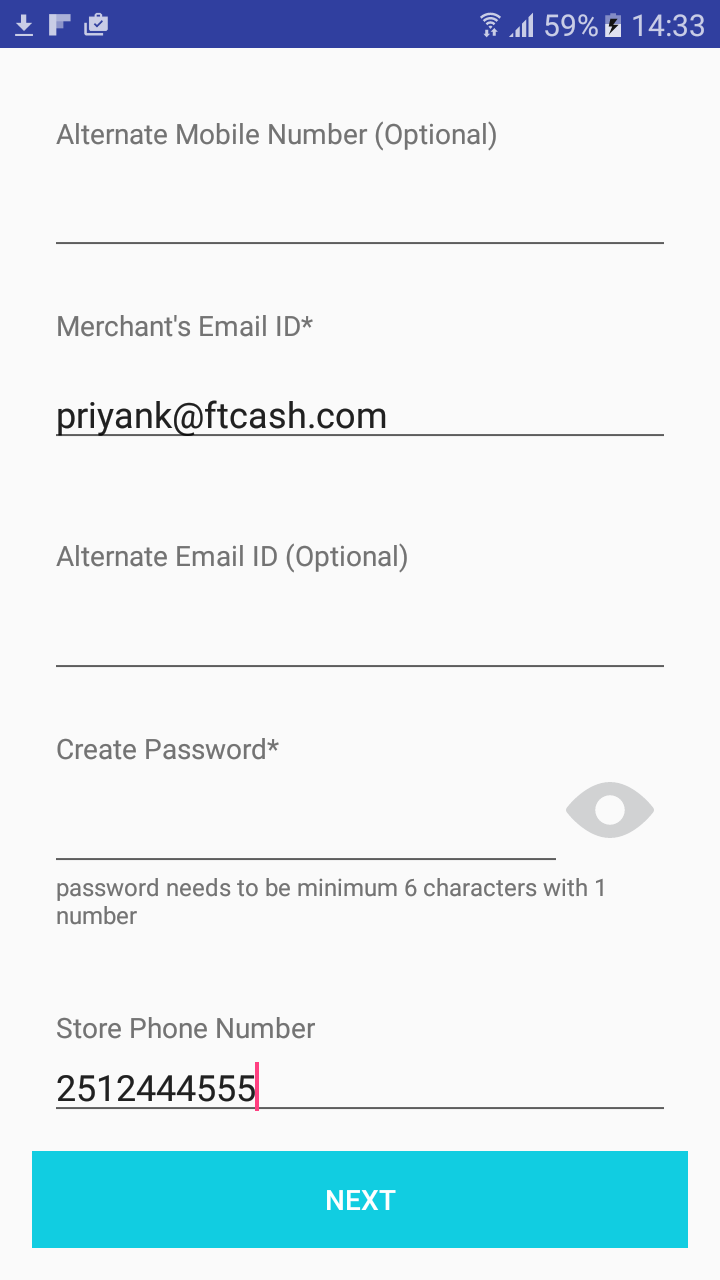 59% 14:33
Alternate Mobile Number (Optional)
Merchant's Email ID*
priyank@ftcash.com
Alternate Email ID (Optional)
Create Password*
password needs to be minimum 6 characters with 1
number
Store Phone Number
2512444555
NEXT